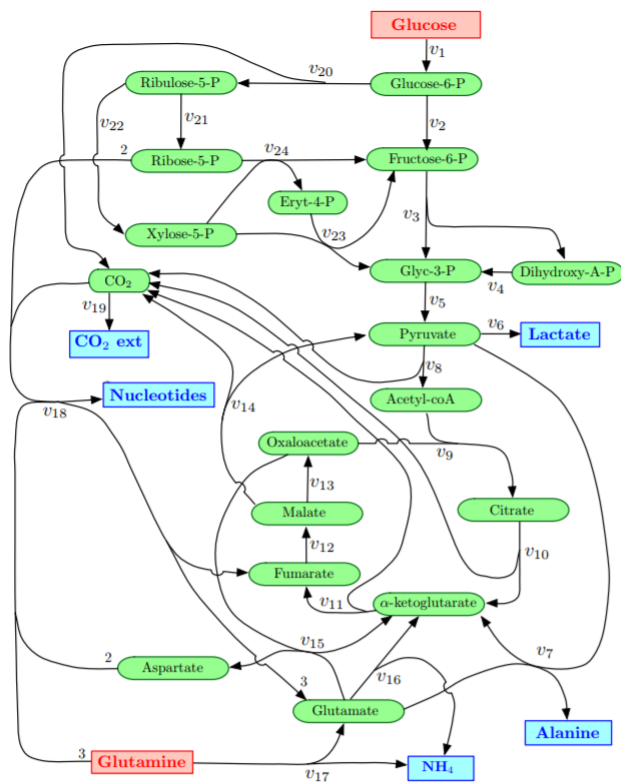 Glucose
v1
Ribulose-5-P
v20
Glucose-6-P
v22
v21
v2
2
Ribose-5-P
v24
Fructose-6-P
Eryt-4-P
v3
Xylose-5-P
v23
CO2
Glyc-3-P
v4
Dihydroxy-A-P
v19
v5
CO2 ext
Pyruvate
v6
Lactate
v8
Nucleotides
v18
v14
Acetyl-coA
Oxaloacetate
v9
v13
Malate
Citrate
v12
v10
Fumarate
v11
α-ketoglutarate
v15
v7
2
Aspartate
v16
3
Glutamate
Alanine
3
Glutamine
v17
NH4